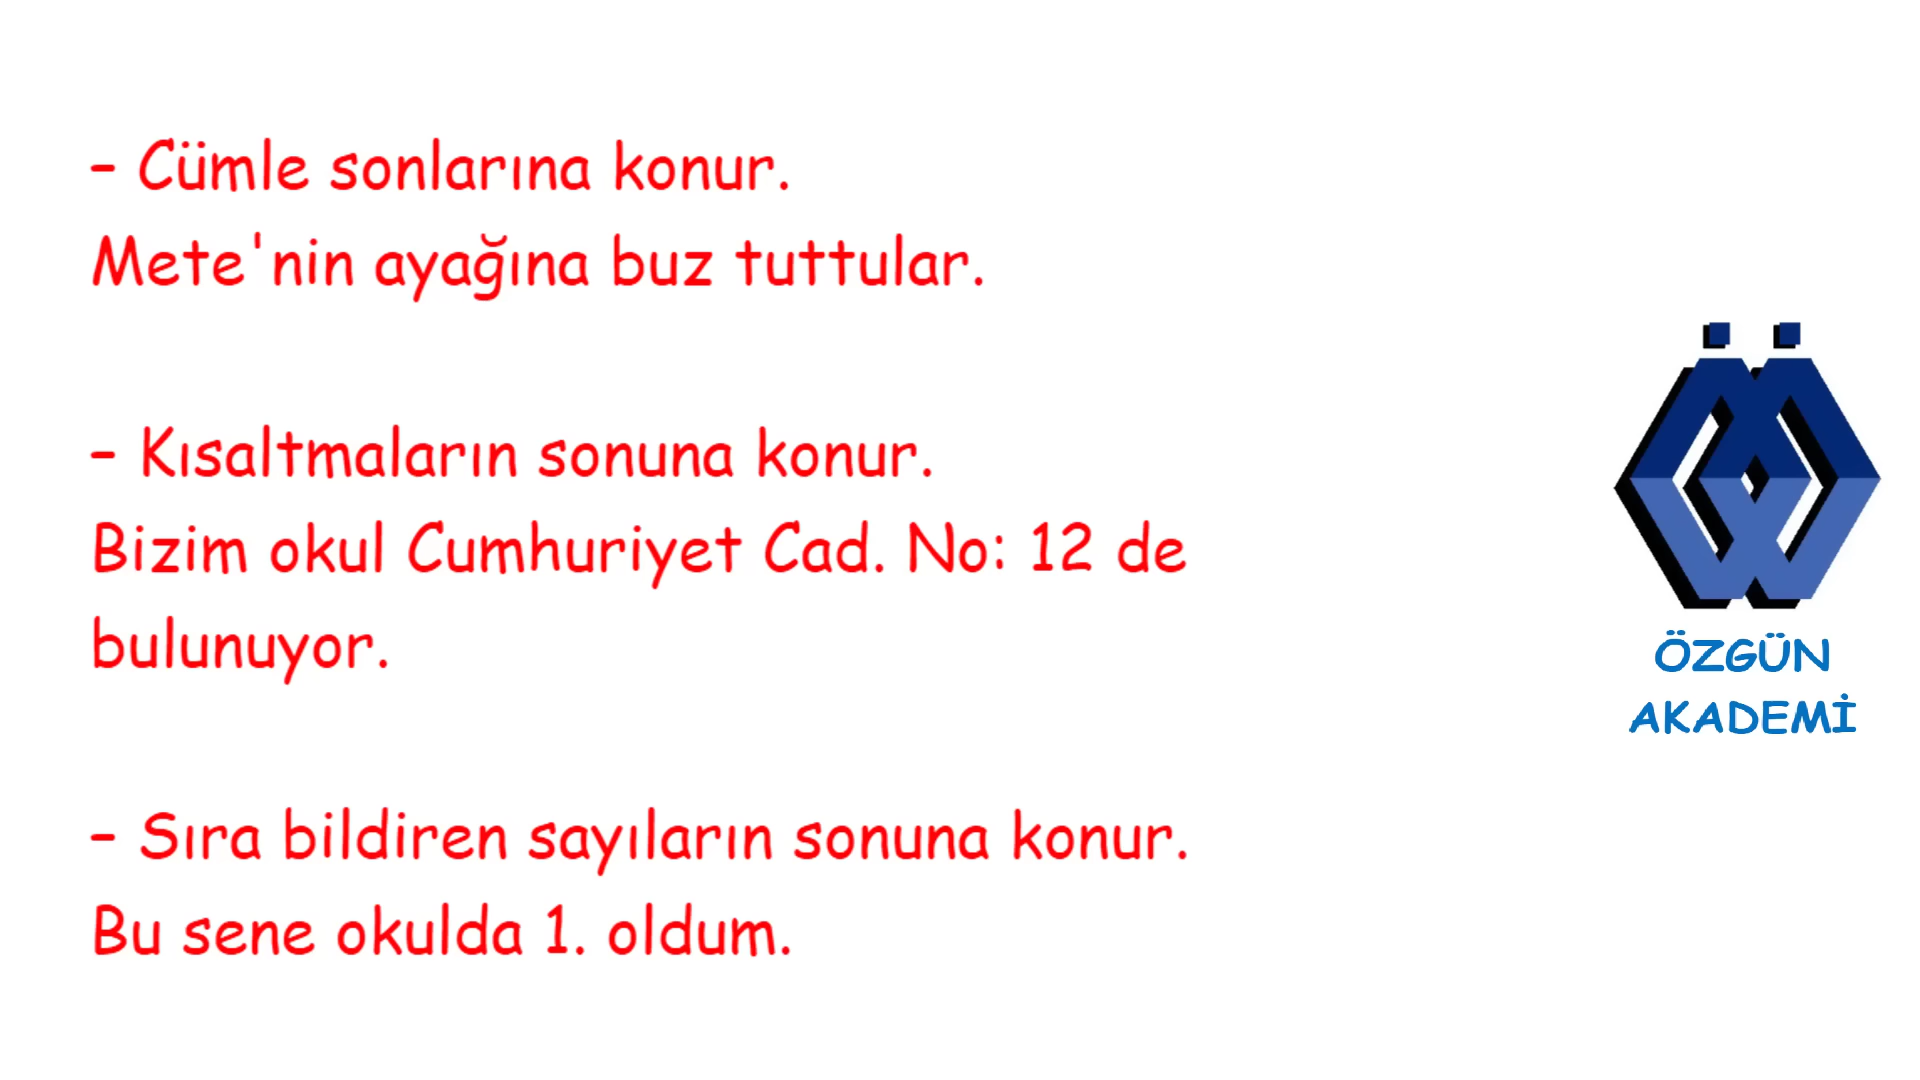 – Cümle sonlarına konur.
Mete'nin ayağına buz tuttular.
– Kısaltmaların sonuna konur.
Bizim okul Cumhuriyet Cad. No: 12 de
bulunuyor.
– Sıra bildiren sayıların sonuna konur.
Bu sene okulda 1. oldum.
ÖZGÜN
AKADEMİ